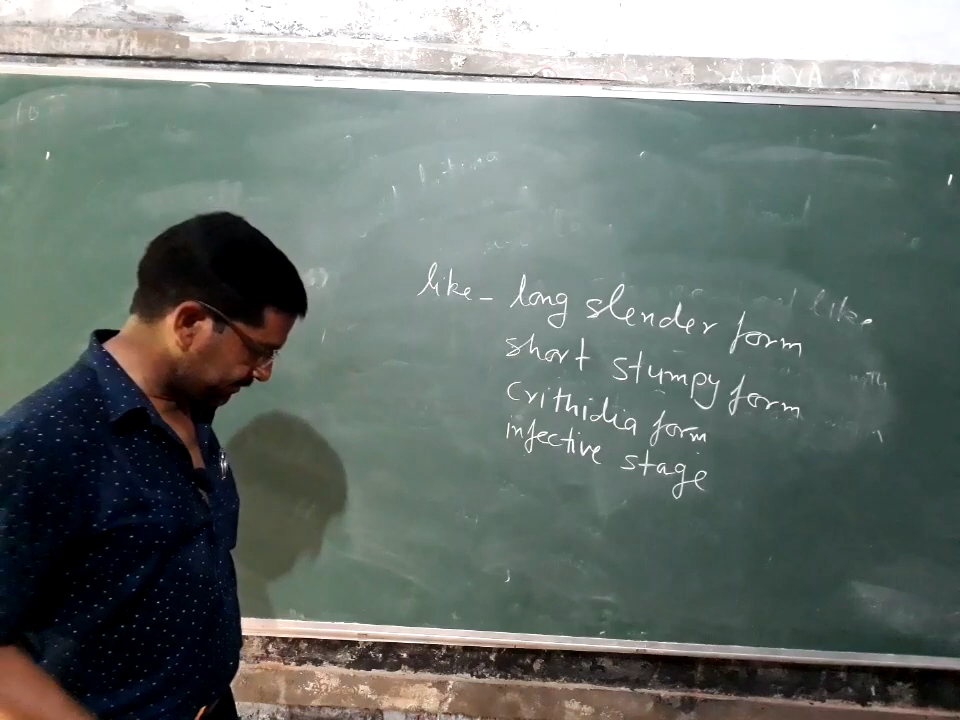 like - long slender form
short stumpy form
crithidia form
infective stage